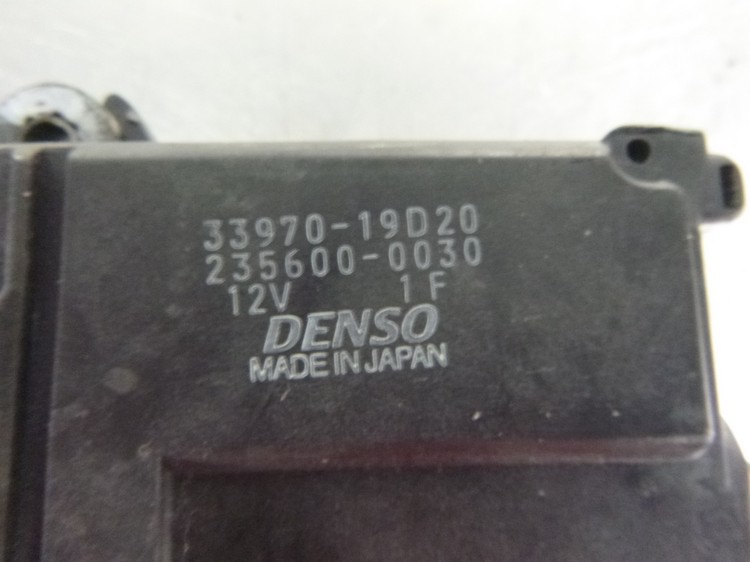 33970-19D20
235600-0030
12V 1F
DENSO
MADE IN JAPAN